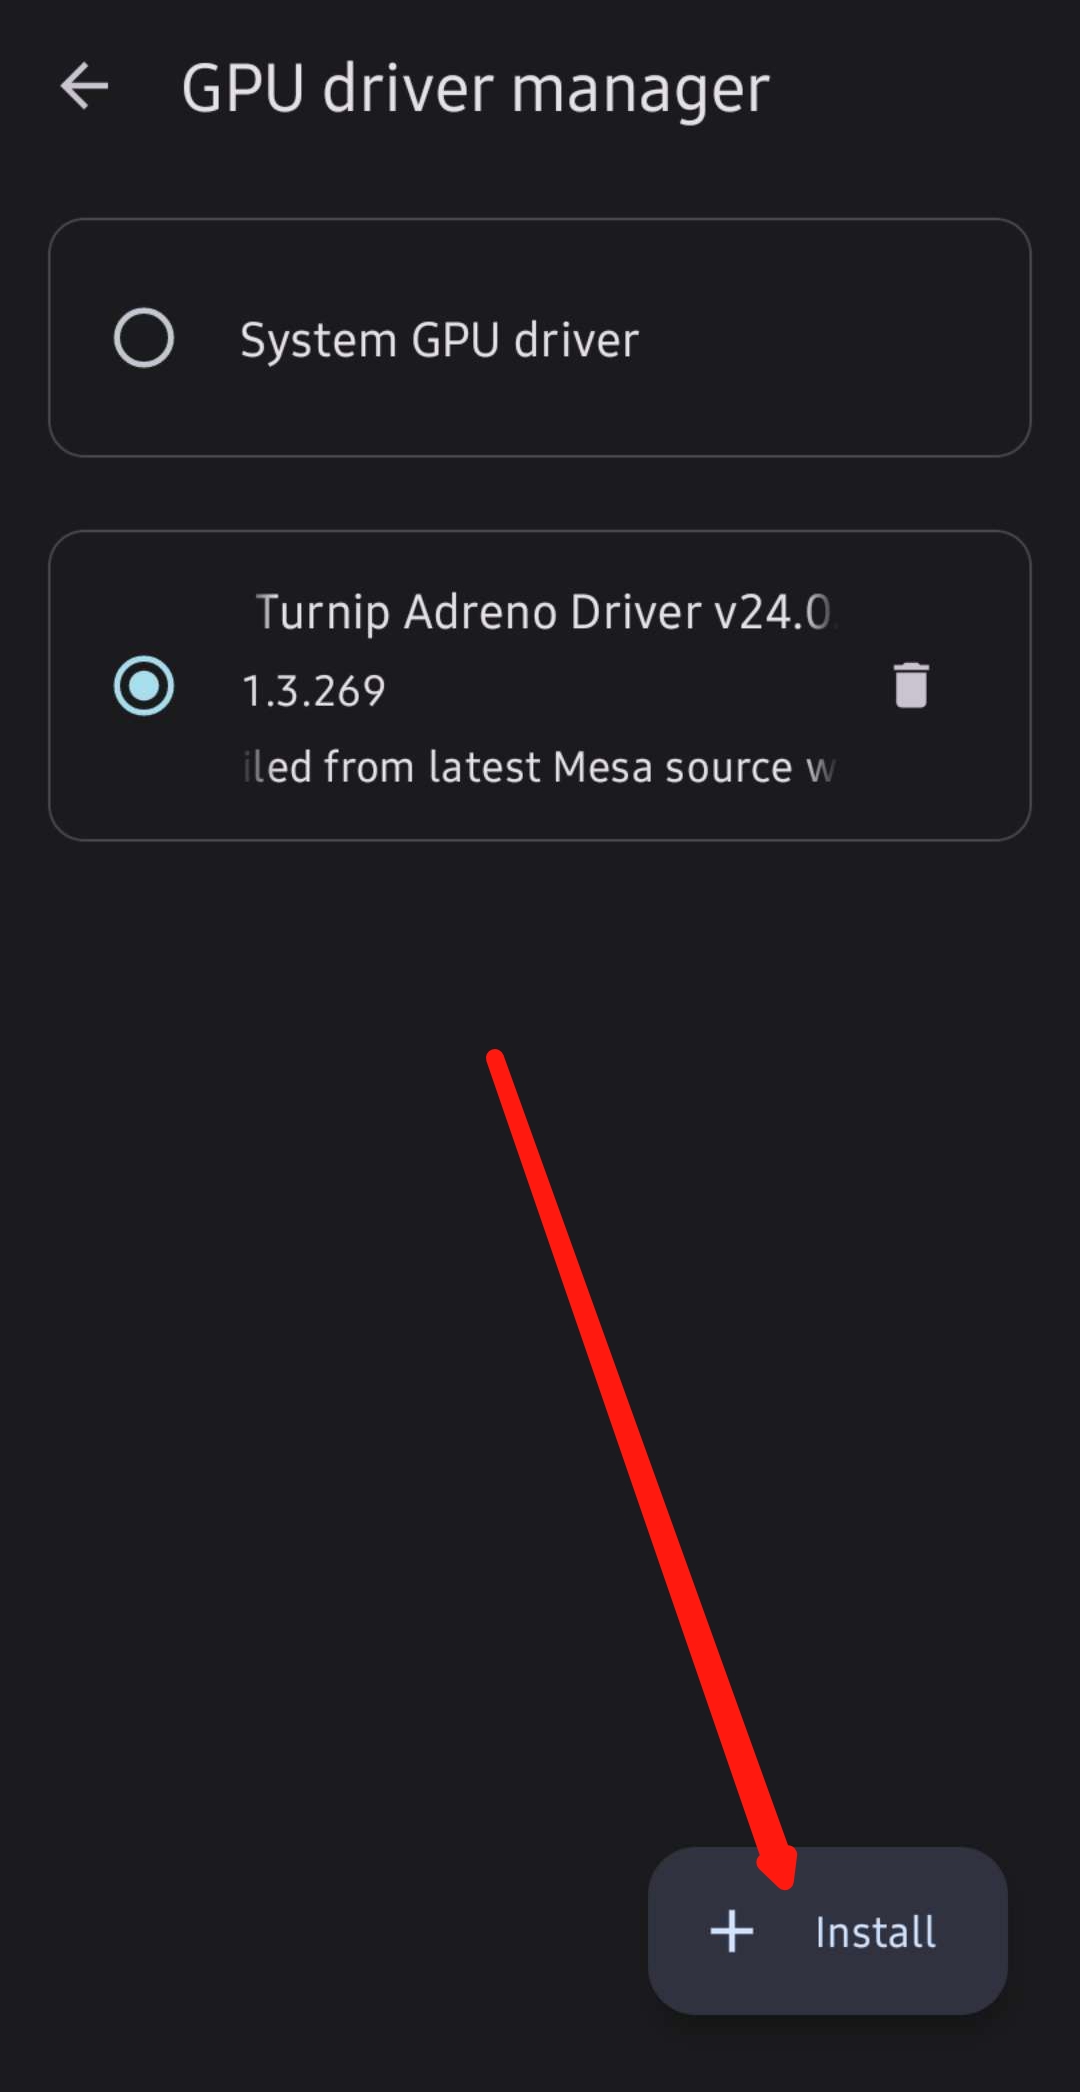 GPU driver manager
System GPU driver
Turnip Adreno Driver v24.0
1.3.269
iled from latest Mesa source w
Install